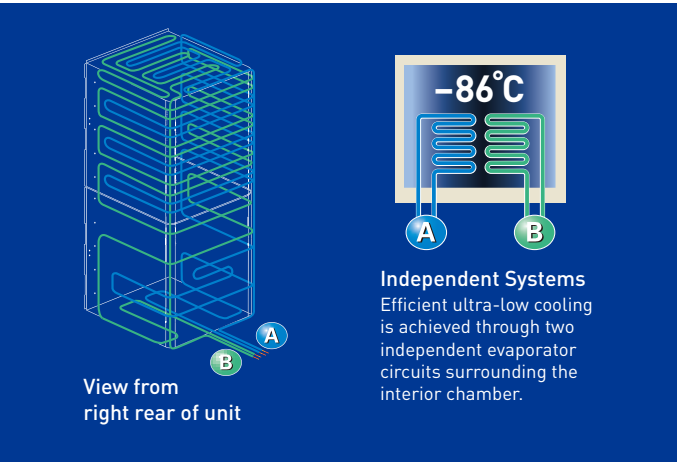 A
B
View from
right rear of unit
−86°C
A
B
Independent Systems
Efficient ultra-low cooling
is achieved through two
independent evaporator
circuits surrounding the
interior chamber.